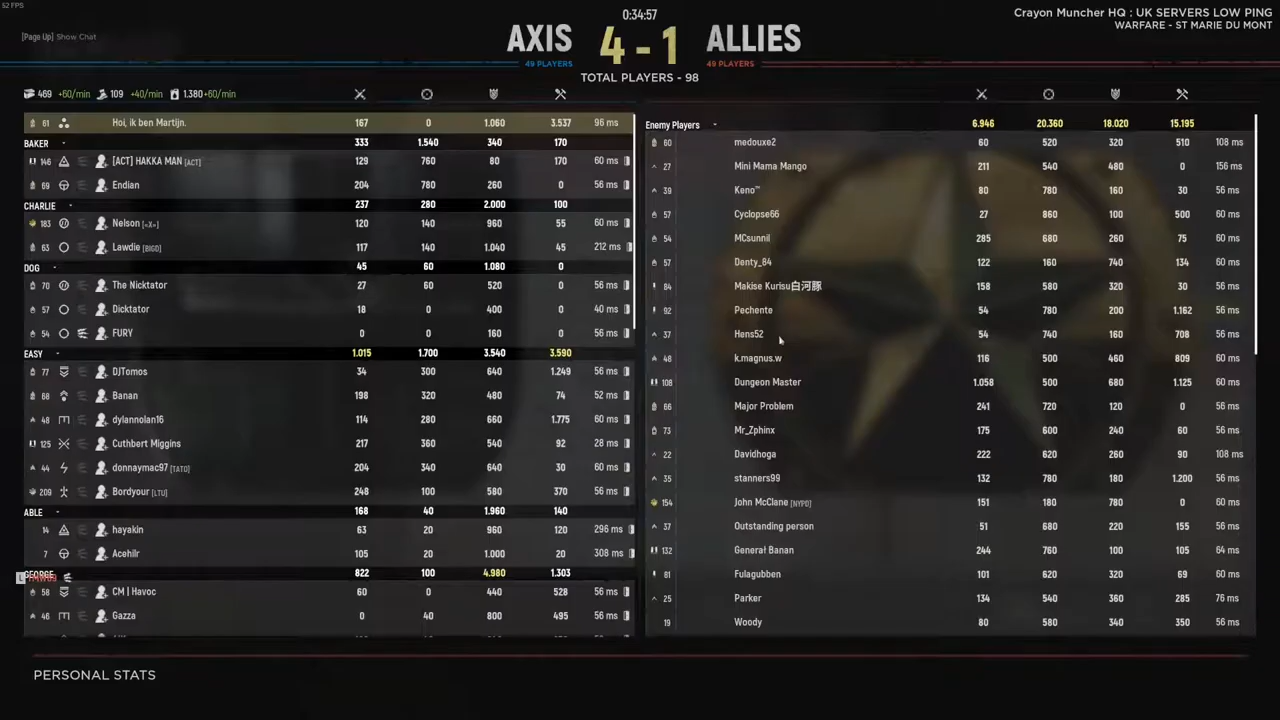 52 FPS
0:34:57
Crayon Muncher HQ : UK SERVERS LOW PING
WARFARE - ST MARIE DU MONT
[Page Up] Show Chat
AXIS 4 - 1 ALLIES
49 PLAYERS 49 PLAYERS
TOTAL PLAYERS - 98
469 +60/min 109 +40/min 1.380 +60/min
61 Hoi, ik ben Martijn. 167 0 1.060 3.537 96 ms
BAKER 333 1.540 340 170
146 [ACT] HAKKA MAN [ACT] 129 760 80 170 60 ms
69 Endian 204 780 260 0 56 ms
CHARLIE 237 280 2.000 100
183 Nelson [«X»] 120 140 960 55 60 ms
63 Lawdie [BIGD] 117 140 1.040 45 212 ms
DOG 45 60 1.080 0
70 The Nicktator 27 60 520 0 56 ms
57 Dicktator 18 0 400 0 40 ms
54 FURY 0 0 160 0 56 ms
EASY 1.015 1.700 3.540 3.590
77 DJTomos 34 300 640 1.249 56 ms
68 Banan 198 320 480 74 52 ms
48 dylannolan16 114 280 660 1.775 60 ms
125 Cuthbert Miggins 217 360 540 92 28 ms
44 donnaymac97 [TATU] 204 340 640 30 60 ms
209 Bordyour [LTU] 248 100 580 370 56 ms
ABLE 168 40 1.960 140
14 hayakin 63 20 960 120 296 ms
7 Acehilr 105 20 1.000 20 308 ms
GEORGE 822 100 4.980 1.303
L
58 CM | Havoc 60 0 440 528 56 ms
46 Gazza 0 40 800 495 56 ms
Enemy Players 6.946 20.360 18.020 15.195
60 medouxe2 60 520 320 510 108 ms
27 Mini Mama Mango 211 540 480 0 156 ms
39 Keno™ 80 780 160 30 56 ms
57 Cyclopse66 27 860 100 500 60 ms
54 MCsunnil 285 680 260 75 60 ms
57 Denty_84 122 160 740 134 60 ms
84 Makise Kurisu白河豚 158 580 320 30 56 ms
92 Pechente 54 780 200 1.162 60 ms
37 Hens52 54 740 160 708 60 ms
48 k.magnus.w 116 500 460 809 60 ms
108 Dungeon Master 1.058 500 680 1.125 60 ms
66 Major Problem 241 720 120 0 56 ms
73 Mr_Zphinx 175 600 240 60 56 ms
22 Davidhoga 222 620 260 90 108 ms
35 stanners99 132 780 180 1.200 56 ms
154 John McClane [NYPD] 151 180 780 0 60 ms
37 Outstanding person 51 680 220 155 56 ms
132 Generał Banan 244 760 100 105 64 ms
81 Fulagubben 101 620 320 69 60 ms
25 Parker 134 540 360 285 76 ms
19 Woody 80 580 340 350 56 ms
PERSONAL STATS